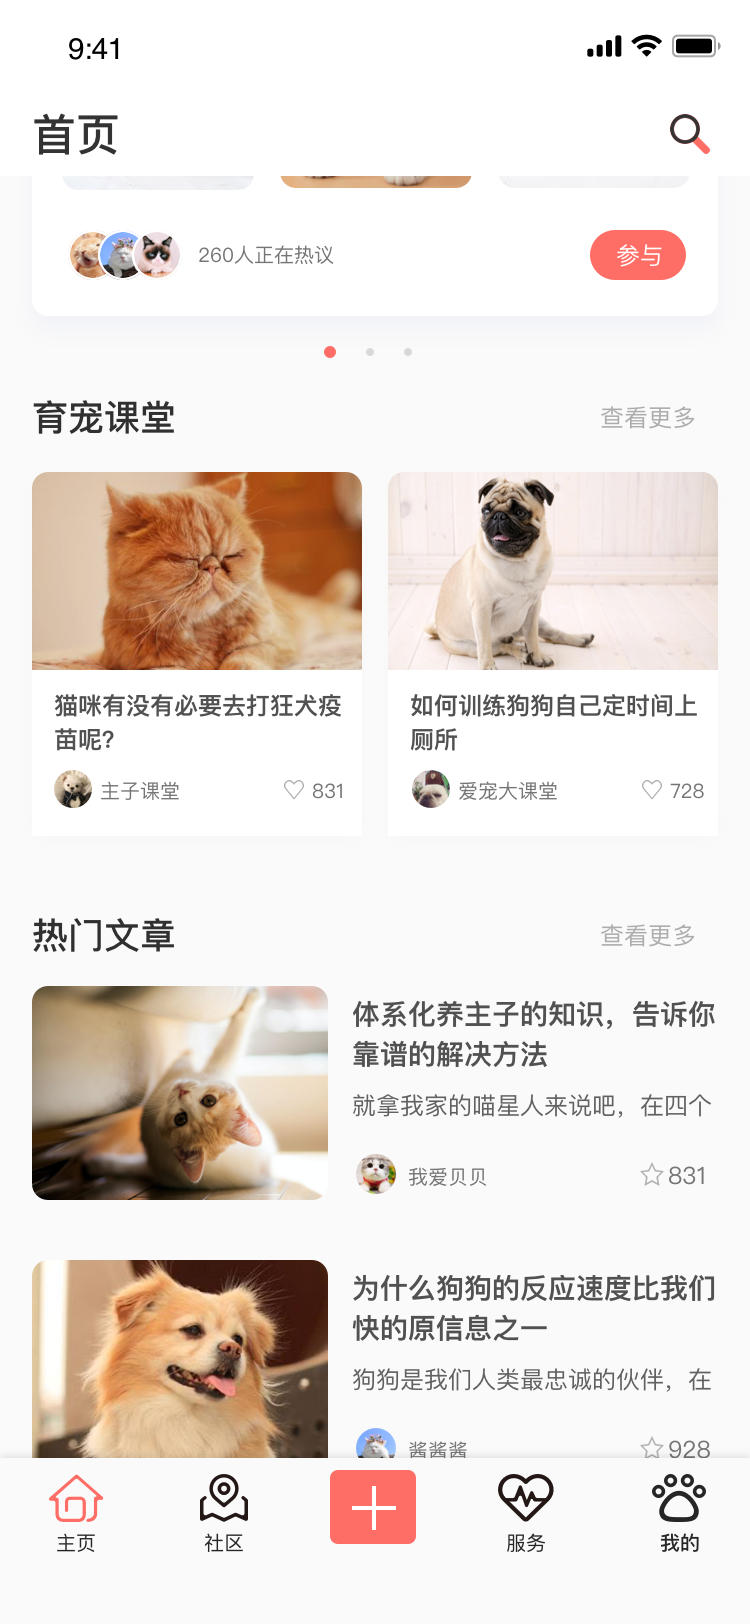 9:41
首页
260人正在热议
参与
育宠课堂
查看更多
猫咪有没有必要去打狂犬疫
苗呢?
主子课堂
831
如何训练狗狗自己定时间上
厕所
爱宠大课堂
728
热门文章
查看更多
体系化养主子的知识，告诉你
靠谱的解决方法
就拿我家的喵星人来说吧，在四个
我爱贝贝
831
为什么狗狗的反应速度比我们
快的原信息之一
狗狗是我们人类最忠诚的伙伴，在
酱酱酱
928
主页
社区
服务
我的